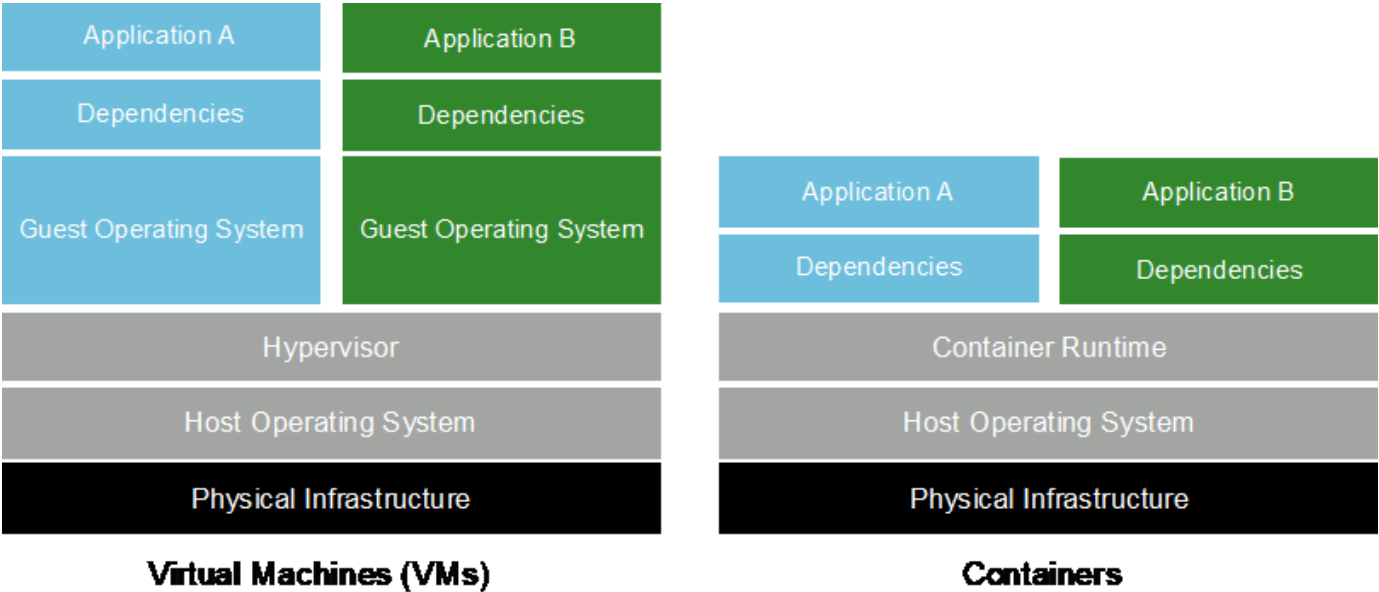 Application A
Application B
Dependencies
Dependencies
Guest Operating System
Guest Operating System
Hypervisor
Host Operating System
Physical Infrastructure
Virtual Machines (VMs)
Application A
Application B
Dependencies
Dependencies
Container Runtime
Host Operating System
Physical Infrastructure
Containers